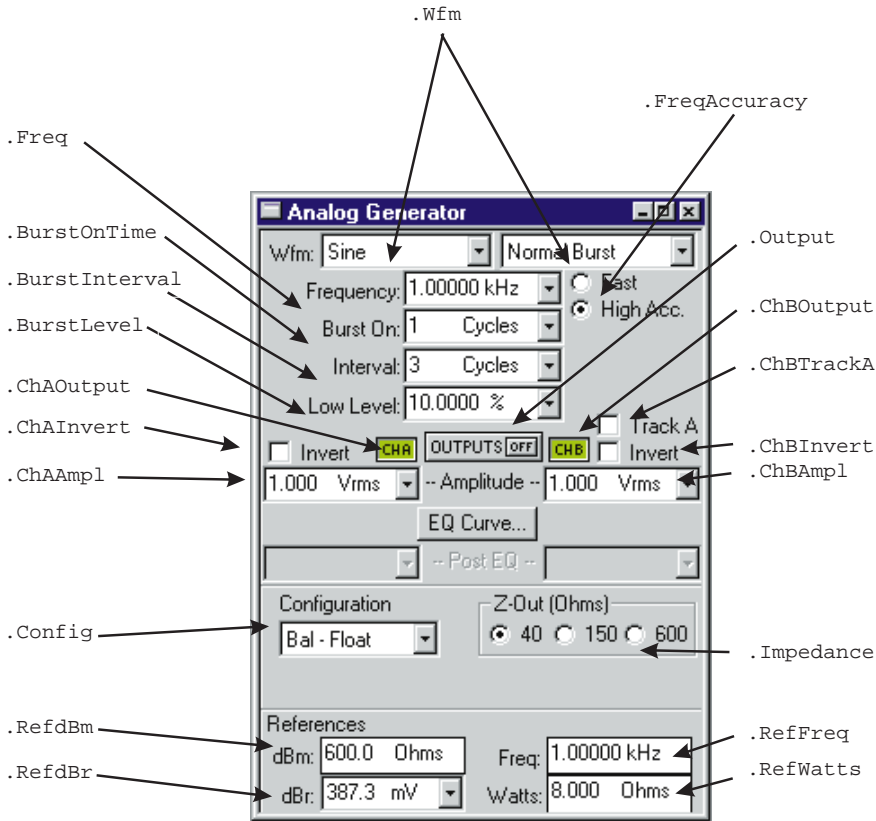 .Wfm
.FreqAccuracy
.Freq
.BurstOnTime
.BurstInterval
.BurstLevel
.ChAOutput
.ChAInvert
.ChAAmpl
.Config
.RefdBm
.RefdBr
Analog Generator
Wfm: Sine Normal Burst
Frequency: 1.00000 kHz Fast
High Acc.
Burst On: 1 Cycles
Interval: 3 Cycles
Low Level: 10.0000 %
Track A
Invert CHA OUTPUTS OFF CHB Invert
1.000 Vrms -- Amplitude -- 1.000 Vrms
EQ Curve...
-- Post EQ --
Configuration Z-Out (Ohms)
Bal - Float 40 150 600
References
dBm: 600.0 Ohms Freq: 1.00000 kHz
dBr: 387.3 mV Watts: 8.000 Ohms
.Output
.ChBOutput
.ChBTrackA
.ChBInvert
.ChBAmpl
.Impedance
.RefFreq
.RefWatts